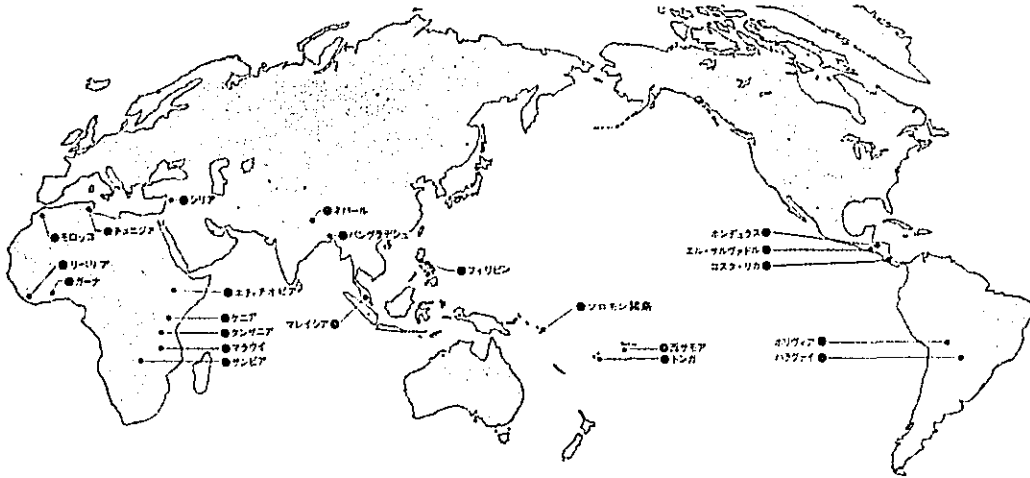 ●シリア
●ネパール
●モロッコ
●チュニジア
●バングラデシュ
●リベリア
●ガーナ
●エティオピア
●フィリピン
●ケニア
●タンザニア
●マラウイ
●ザンビア
マレイシア●
●ソロモン諸島
●西サモア
●トンガ
ホンデュラス●
エル・サルヴァドル●
コスタ・リカ●
ボリヴィア●
パラグァイ●